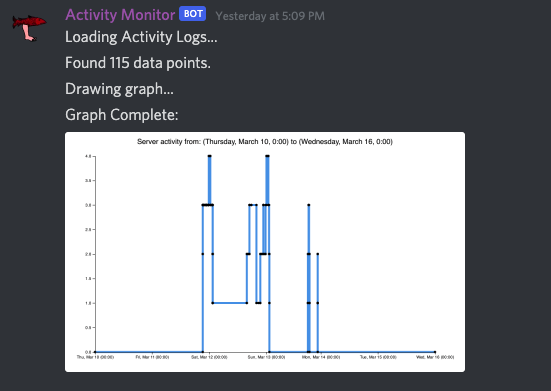 Activity Monitor BOT Yesterday at 5:09 PM
Loading Activity Logs...
Found 115 data points.
Drawing graph...
Graph Complete:
Server activity from: (Thursday, March 10, 0:00) to (Wednesday, March 16, 0:00)
4.0
3.5
3.0
2.5
2.0
1.5
1.0
0.5
0.0
Thu, Mar 10 (00:00) Fri, Mar 11 (00:00) Sat, Mar 12 (00:00) Sun, Mar 13 (00:00) Mon, Mar 14 (00:00) Tue, Mar 15 (00:00) Wed, Mar 16 (00:00)